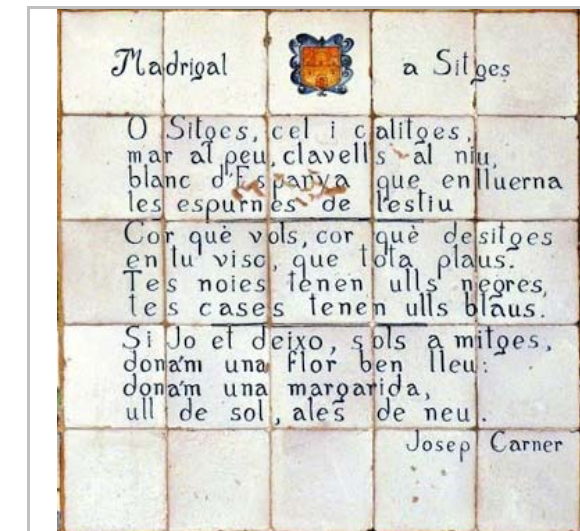 Madrigal a Sitges
O Sitges, cel i calitges,
mar al peu, clavells al niu,
blanc d'Espanya que enlluerna
les espurnes de l'estiu
Cor què vols, cor què desitges
en tu visc, que tota plaus.
Tes noies tenen ulls negres,
tes cases tenen ulls blaus.
Si Jo et deixo, sols a mitges,
dona'm una flor ben lleu:
dona'm una margarida,
ull de sol, ales de neu.
Josep Carner